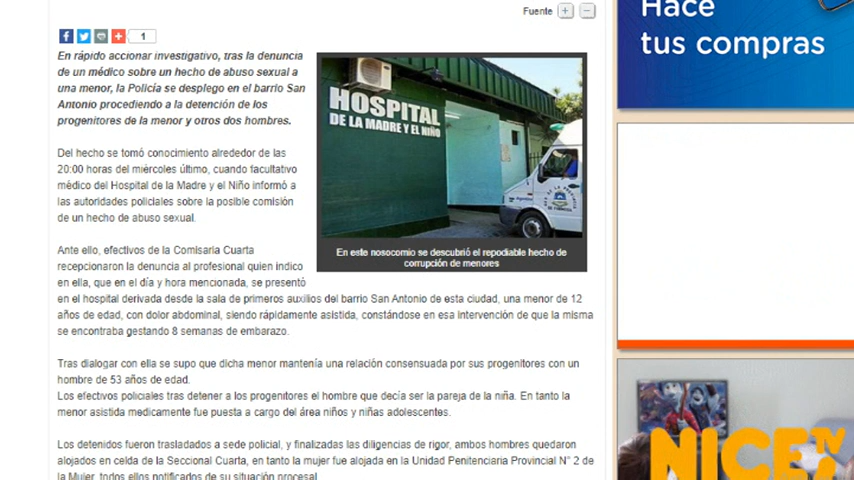 Fuente + −
Hace
tus compras
1
En rápido accionar investigativo, tras la denuncia
de un médico sobre un hecho de abuso sexual a
una menor, la Policía se desplego en el barrio San
Antonio procediendo a la detención de los
progenitores de la menor y otros dos hombres.
HOSPITAL
DE LA MADRE Y EL NIÑO
En este nosocomio se descubrió el repodiable hecho de
corrupción de menores
Del hecho se tomó conocimiento alrededor de las
20:00 horas del miércoles último, cuando facultativo
médico del Hospital de la Madre y el Niño informó a
las autoridades policiales sobre la posible comisión
de un hecho de abuso sexual.
Ante ello, efectivos de la Comisaría Cuarta
recepcionaron la denuncia al profesional quien indico
en ella, que en el día y hora mencionada, se presentó
en el hospital derivada desde la sala de primeros auxilios del barrio San Antonio de esta ciudad, una menor de 12
años de edad, con dolor abdominal, siendo rápidamente asistida, constándose en esa intervención de que la misma
se encontraba gestando 8 semanas de embarazo.
Tras dialogar con ella se supo que dicha menor mantenía una relación consensuada por sus progenitores con un
hombre de 53 años de edad.
Los efectivos policiales tras detener a los progenitores el hombre que decía ser la pareja de la niña. En tanto la
menor asistida medicamente fue puesta a cargo del área niños y niñas adolescentes.
Los detenidos fueron trasladados a sede policial, y finalizadas las diligencias de rigor, ambos hombres quedaron
alojados en celda de la Seccional Cuarta, en tanto la mujer fue alojada en la Unidad Penitenciaria Provincial N° 2 de
la Mujer, todos ellos notificados de su situación procesal
NICETV